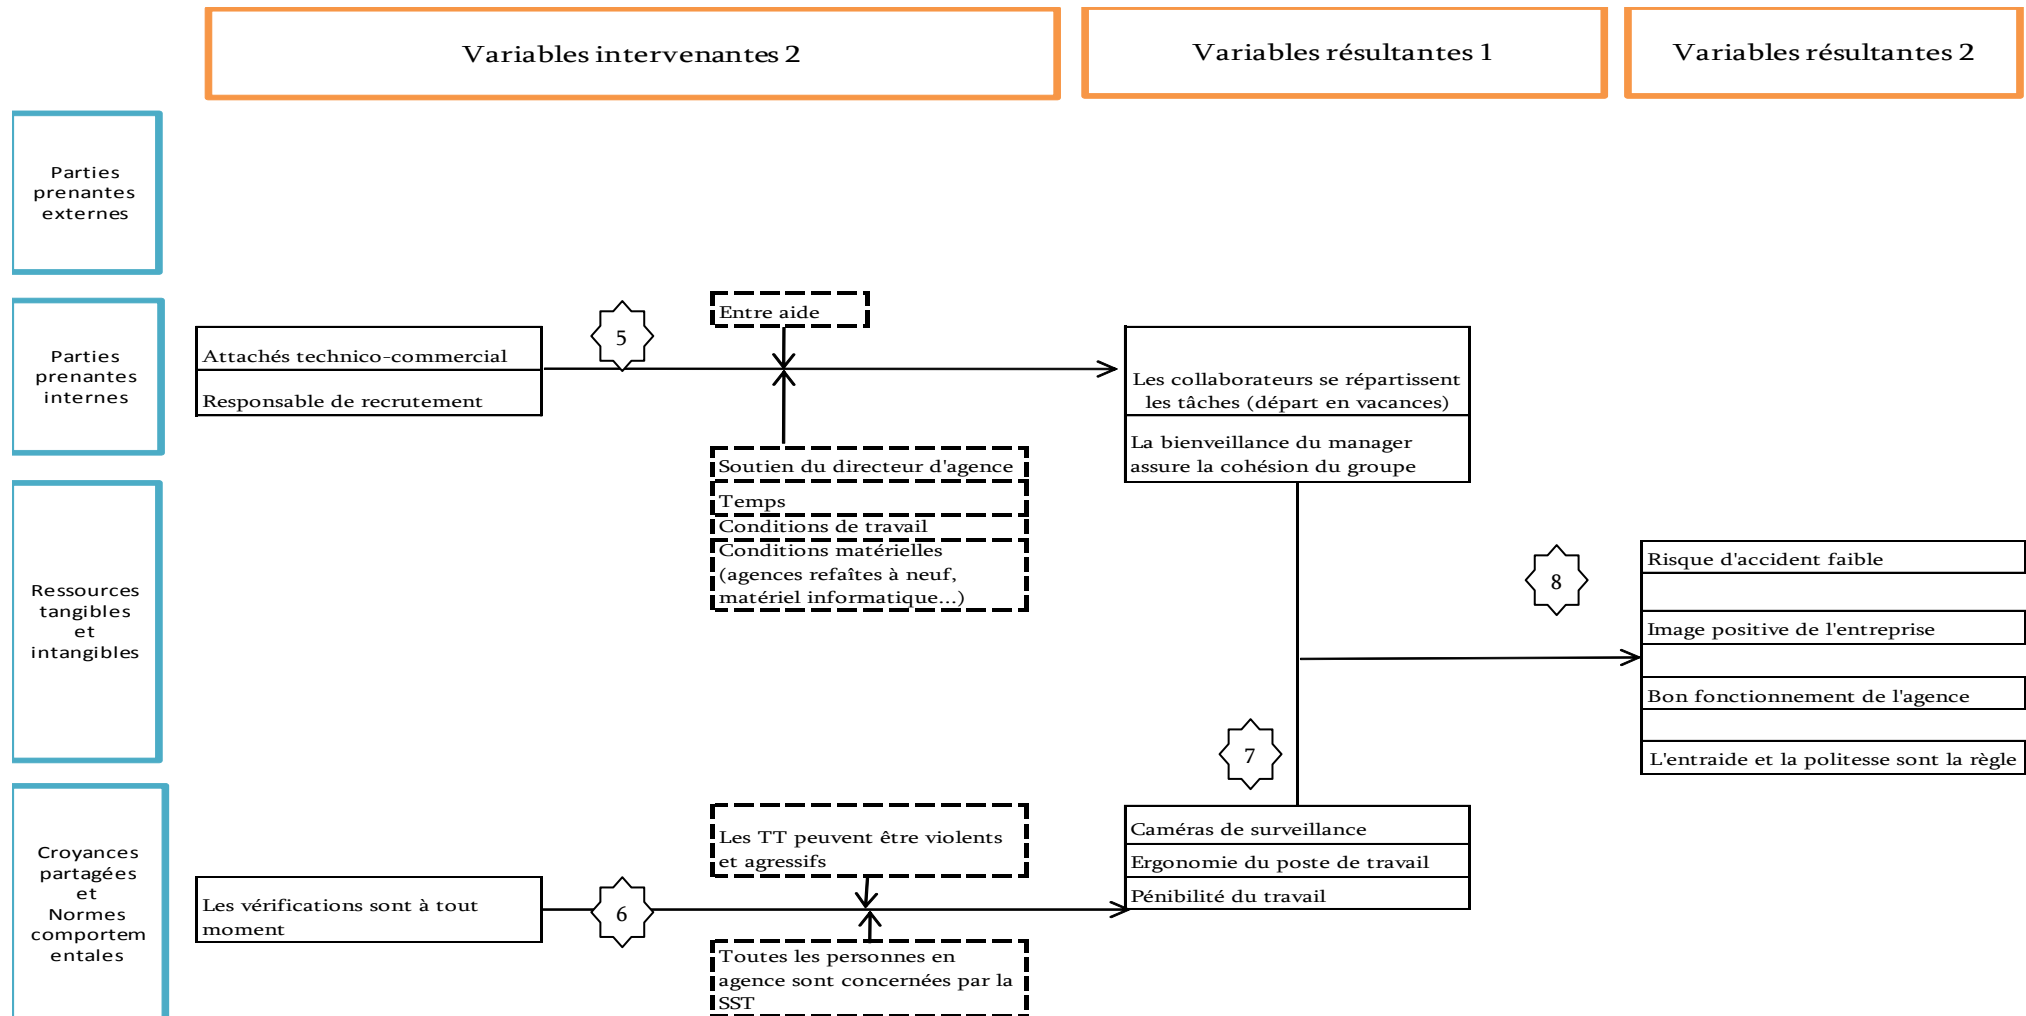 Variables intervenantes 2
Variables résultantes 1
Variables résultantes 2
Parties
prenantes
externes
Parties
prenantes
internes
Attachés technico-commercial
Responsable de recrutement
5
Entre aide
Soutien du directeur d'agence
Temps
Conditions de travail
Conditions matérielles
(agences refaîtes à neuf,
matériel informatique...)
Les collaborateurs se répartissent
les tâches (départ en vacances)
La bienveillance du manager
assure la cohésion du groupe
Ressources
tangibles
et
intangibles
8
Risque d'accident faible
Image positive de l'entreprise
Bon fonctionnement de l'agence
L'entraide et la politesse sont la règle
7
Croyances
partagées
et
Normes
comportem
entales
Les vérifications sont à tout
moment
6
Les TT peuvent être violents
et agressifs
Toutes les personnes en
agence sont concernées par la
SST
Caméras de surveillance
Ergonomie du poste de travail
Pénibilité du travail